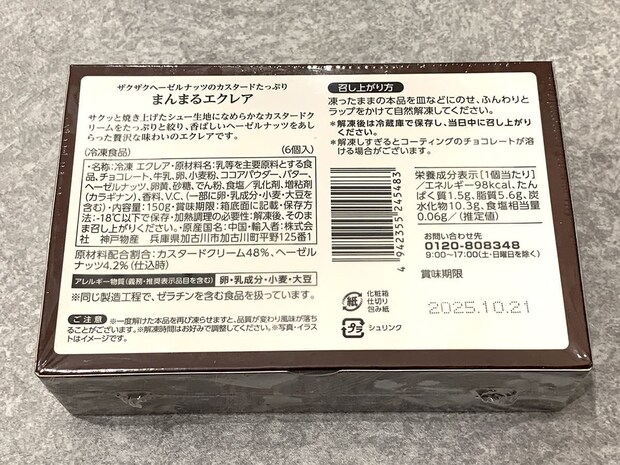 ザクザクヘーゼルナッツのカスタードたっぷり
まんまるエクレア
サクッと焼き上げたシュー生地になめらかなカスタードク
リームをたっぷりと絞り、香ばしいヘーゼルナッツをあし
らった贅沢な味わいのエクレアです。
(冷凍食品)
(6個入)
・名称:冷凍 エクレア・原材料名:乳等を主要原料とする食
品、チョコレート、牛乳、卵、小麦粉、ココアパウダー、バター、
ヘーゼルナッツ、卵黄、砂糖、でん粉、食塩/乳化剤、増粘剤
(カラギナン)、香料、V.C、(一部に卵・乳成分・小麦・大豆を
含む)・内容量:150g・賞味期限:箱底面に記載・保存方
法:-18℃以下で保存・加熱調理の必要性:解凍後、そのま
まお召し上がりください。・原産国名:中国・輸入者:株式会
社 神戸物産 兵庫県加古川市加古川町平野125番1
原材料配合割合:カスタードクリーム48%、ヘーゼル
ナッツ4.2%(仕込時)
アレルギー物質(義務・推奨表示品目を含む) 卵・乳成分・小麦・大豆
※同じ製造工程で、ゼラチンを含む食品を扱っています。
ご注意 ※一度解けた本品を再び凍らせますと、品質が変わり風味が落ち
ることがございます。※解凍時間はお好みで調整してください。※写真・イラス
トはイメージです。
召し上がり方
凍ったままの本品を皿などにのせ、ふんわりと
ラップをかけて自然解凍してください。
*解凍後は冷蔵庫で保存し、当日中に召し上がり
ください。
*解凍しすぎるとコーティングのチョコレートが溶
ける場合がございます。
4 942355 245483
栄養成分表示[1個当たり]
/エネルギー98kcal、たん
ぱく質1.5g、脂質5.6g、炭
水化物10.3g、食塩相当量
0.06g/(推定値)
お問い合わせ先
0120-808348
9:00~17:00(土・日曜日を除く)
賞味期限
2025.10.21
紙
化粧箱
仕切り
包み紙
プラ
シュリンク